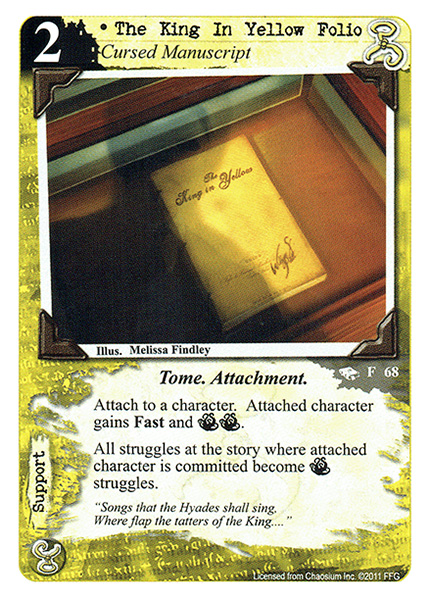 2
• The King In Yellow Folio
Cursed Manuscript
The
King in Yellow
Illus. Melissa Findley
F 68
Tome. Attachment.
Attach to a character. Attached character
gains Fast and
All struggles at the story where attached
character is committed become
struggles.
“Songs that the Hyades shall sing,
Where flap the tatters of the King....”
Support
Licensed from Chaosium Inc. ©2011 FFG